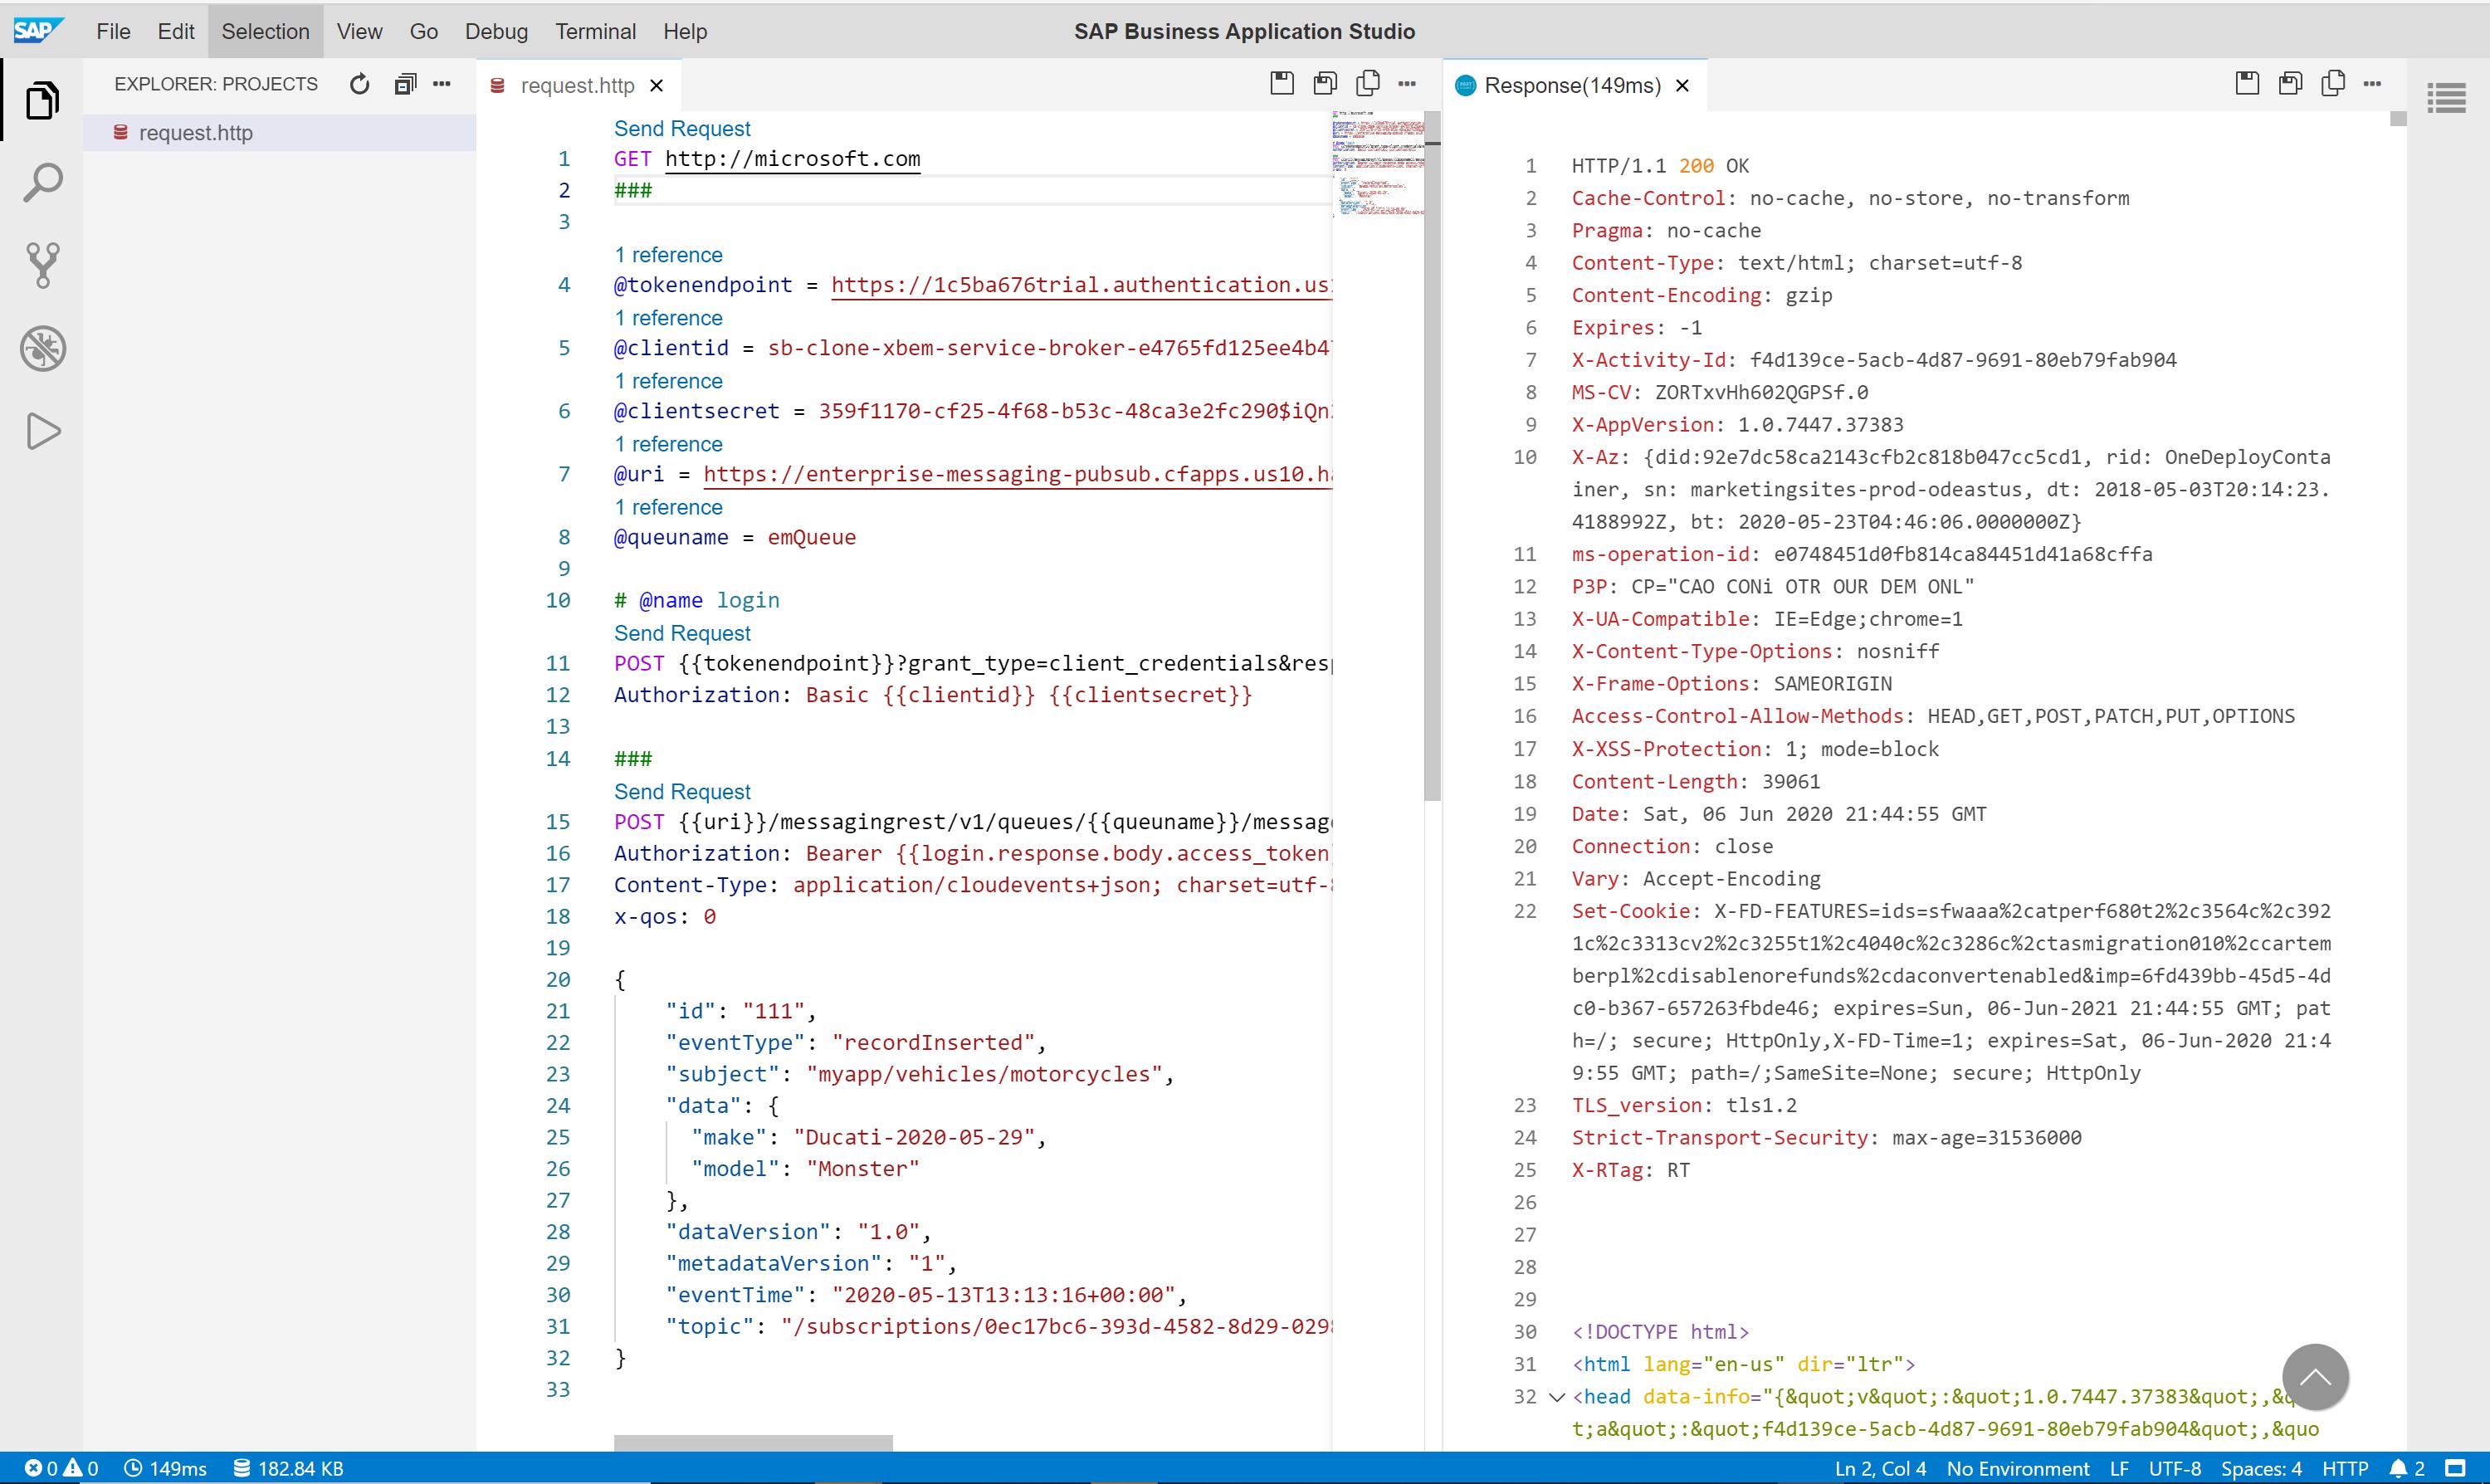 SAP File Edit Selection View Go Debug Terminal Help SAP Business Application Studio
EXPLORER: PROJECTS
request.http
request.http
Send Request
1 GET http://microsoft.com
2 ###
3
1 reference
4 @tokenendpoint = https://1c5ba676trial.authentication.us
1 reference
5 @clientid = sb-clone-xbem-service-broker-e4765fd125ee4b4
1 reference
6 @clientsecret = 359f1170-cf25-4f68-b53c-48ca3e2fc290$iQn
1 reference
7 @uri = https://enterprise-messaging-pubsub.cfapps.us10.h
1 reference
8 @queuname = emQueue
9
10 # @name login
Send Request
11 POST {{tokenendpoint}}?grant_type=client_credentials&res
12 Authorization: Basic {{clientid}} {{clientsecret}}
13
14 ###
Send Request
15 POST {{uri}}/messagingrest/v1/queues/{{queuname}}/messag
16 Authorization: Bearer {{login.response.body.access_token
17 Content-Type: application/cloudevents+json; charset=utf-
18 x-qos: 0
19
20 {
21 "id": "111",
22 "eventType": "recordInserted",
23 "subject": "myapp/vehicles/motorcycles",
24 "data": {
25 "make": "Ducati-2020-05-29",
26 "model": "Monster"
27 },
28 "dataVersion": "1.0",
29 "metadataVersion": "1",
30 "eventTime": "2020-05-13T13:13:16+00:00",
31 "topic": "/subscriptions/0ec17bc6-393d-4582-8d29-029
32 }
33
Response(149ms)
1 HTTP/1.1 200 OK
2 Cache-Control: no-cache, no-store, no-transform
3 Pragma: no-cache
4 Content-Type: text/html; charset=utf-8
5 Content-Encoding: gzip
6 Expires: -1
7 X-Activity-Id: f4d139ce-5acb-4d87-9691-80eb79fab904
8 MS-CV: ZORTxvHh602QGPSf.0
9 X-AppVersion: 1.0.7447.37383
10 X-Az: {did:92e7dc58ca2143cfb2c818b047cc5cd1, rid: OneDeployConta
iner, sn: marketingsites-prod-odeastus, dt: 2018-05-03T20:14:23.
4188992Z, bt: 2020-05-23T04:46:06.0000000Z}
11 ms-operation-id: e0748451d0fb814ca84451d41a68cffa
12 P3P: CP="CAO CONi OTR OUR DEM ONL"
13 X-UA-Compatible: IE=Edge;chrome=1
14 X-Content-Type-Options: nosniff
15 X-Frame-Options: SAMEORIGIN
16 Access-Control-Allow-Methods: HEAD,GET,POST,PATCH,PUT,OPTIONS
17 X-XSS-Protection: 1; mode=block
18 Content-Length: 39061
19 Date: Sat, 06 Jun 2020 21:44:55 GMT
20 Connection: close
21 Vary: Accept-Encoding
22 Set-Cookie: X-FD-FEATURES=ids=sfwaaa%2catperf680t2%2c3564c%2c392
1c%2c3313cv2%2c3255t1%2c4040c%2c3286c%2ctasmigration010%2ccartem
berpl%2cdisablenorefunds%2cdaconvertenabled&imp=6fd439bb-45d5-4d
c0-b367-657263fbde46; expires=Sun, 06-Jun-2021 21:44:55 GMT; pat
h=/; secure; HttpOnly,X-FD-Time=1; expires=Sat, 06-Jun-2020 21:4
9:55 GMT; path=/;SameSite=None; secure; HttpOnly
23 TLS_version: tls1.2
24 Strict-Transport-Security: max-age=31536000
25 X-RTag: RT
26
27
28
29
30 <!DOCTYPE html>
31 <html lang="en-us" dir="ltr">
32 <head data-info="{&quot;v&quot;:&quot;1.0.7447.37383&quot;,&
t;a&quot;:&quot;f4d139ce-5acb-4d87-9691-80eb79fab904&quot;,&quo
0 0 149ms 182.84 KB Ln 2, Col 4 No Environment LF UTF-8 Spaces: 4 HTTP 2